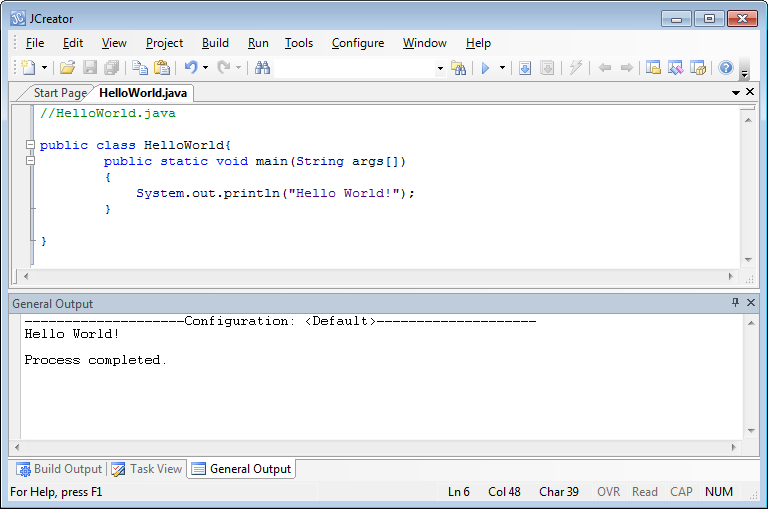 JCreator
File Edit View Project Build Run Tools Configure Window Help
Start Page HelloWorld.java
//HelloWorld.java
public class HelloWorld{
public static void main(String args[])
{
System.out.println("Hello World!");
}
}
General Output
--------------------Configuration: <Default>--------------------
Hello World!
Process completed.
Build Output Task View General Output
For Help, press F1 Ln 6 Col 48 Char 39 OVR Read CAP NUM